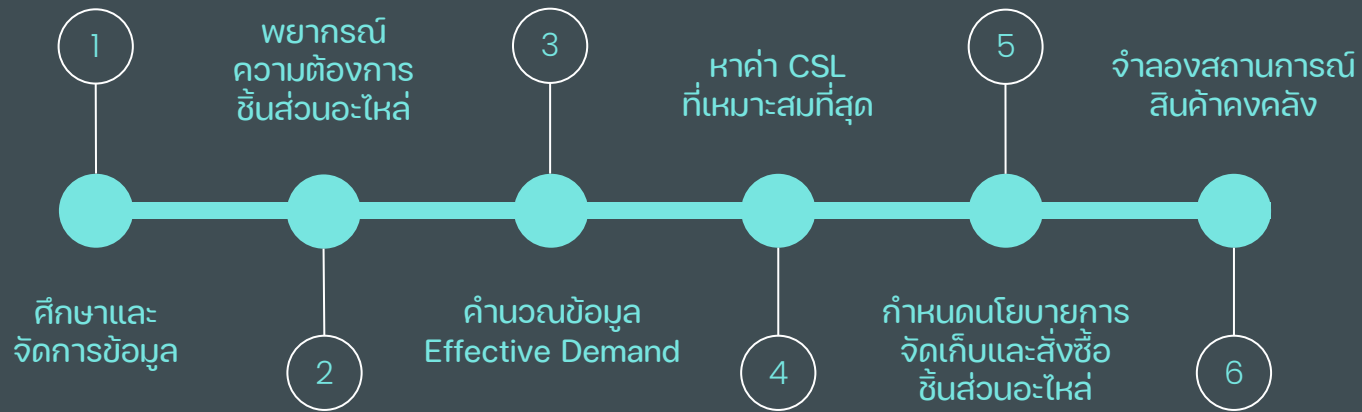 1
ศึกษาและ
จัดการข้อมูล
พยากรณ์
ความต้องการ
ชิ้นส่วนอะไหล่
2
3
คำนวณข้อมูล
Effective Demand
หาค่า CSL
ที่เหมาะสมที่สุด
4
5
กำหนดนโยบายการ
จัดเก็บและสั่งซื้อ
ชิ้นส่วนอะไหล่
จำลองสถานการณ์
สินค้าคงคลัง
6